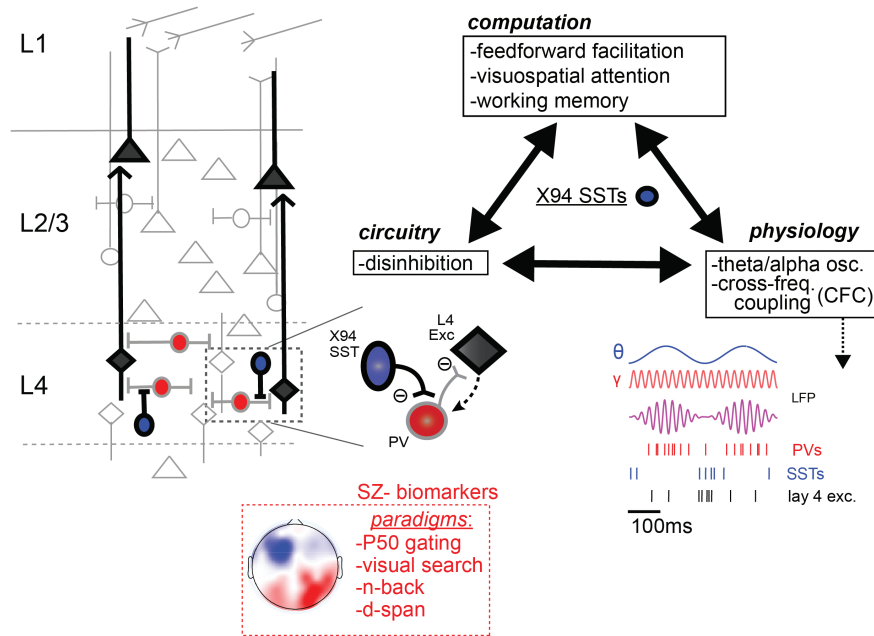 computation
-feedforward facilitation
-visuospatial attention
-working memory
L1
L2/3
L4
X94 SSTs
circuitry
-disinhibition
physiology
-theta/alpha osc.
-cross-freq.
coupling (CFC)
X94
SST
L4
Exc
⊖
⊖
PV
θ
γ
LFP
PVs
SSTs
lay 4 exc.
100ms
SZ- biomarkers
paradigms:
-P50 gating
-visual search
-n-back
-d-span